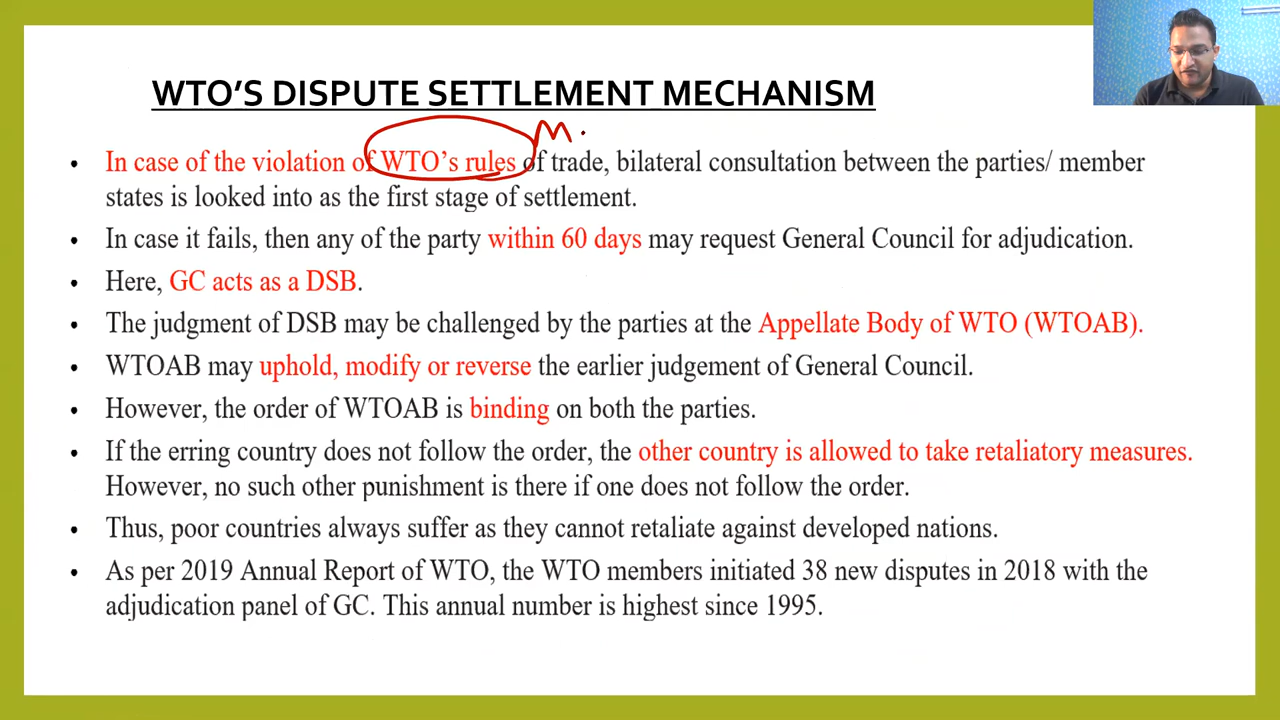 WTO'S DISPUTE SETTLEMENT MECHANISM
M
• In case of the violation of WTO's rules of trade, bilateral consultation between the parties/ member
states is looked into as the first stage of settlement.
• In case it fails, then any of the party within 60 days may request General Council for adjudication.
• Here, GC acts as a DSB.
• The judgment of DSB may be challenged by the parties at the Appellate Body of WTO (WTOAB).
• WTOAB may uphold, modify or reverse the earlier judgement of General Council.
• However, the order of WTOAB is binding on both the parties.
• If the erring country does not follow the order, the other country is allowed to take retaliatory measures.
However, no such other punishment is there if one does not follow the order.
• Thus, poor countries always suffer as they cannot retaliate against developed nations.
• As per 2019 Annual Report of WTO, the WTO members initiated 38 new disputes in 2018 with the
adjudication panel of GC. This annual number is highest since 1995.